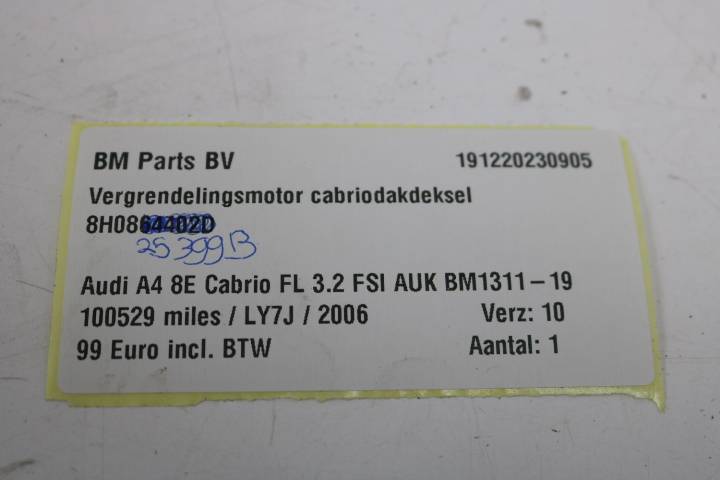 BM Parts BV 191220230905
Vergrendelingsmotor cabriodakdeksel
8H0864402D
25399B
Audi A4 8E Cabrio FL 3.2 FSI AUK BM1311-19
100529 miles / LY7J / 2006 Verz: 10
99 Euro incl. BTW Aantal: 1